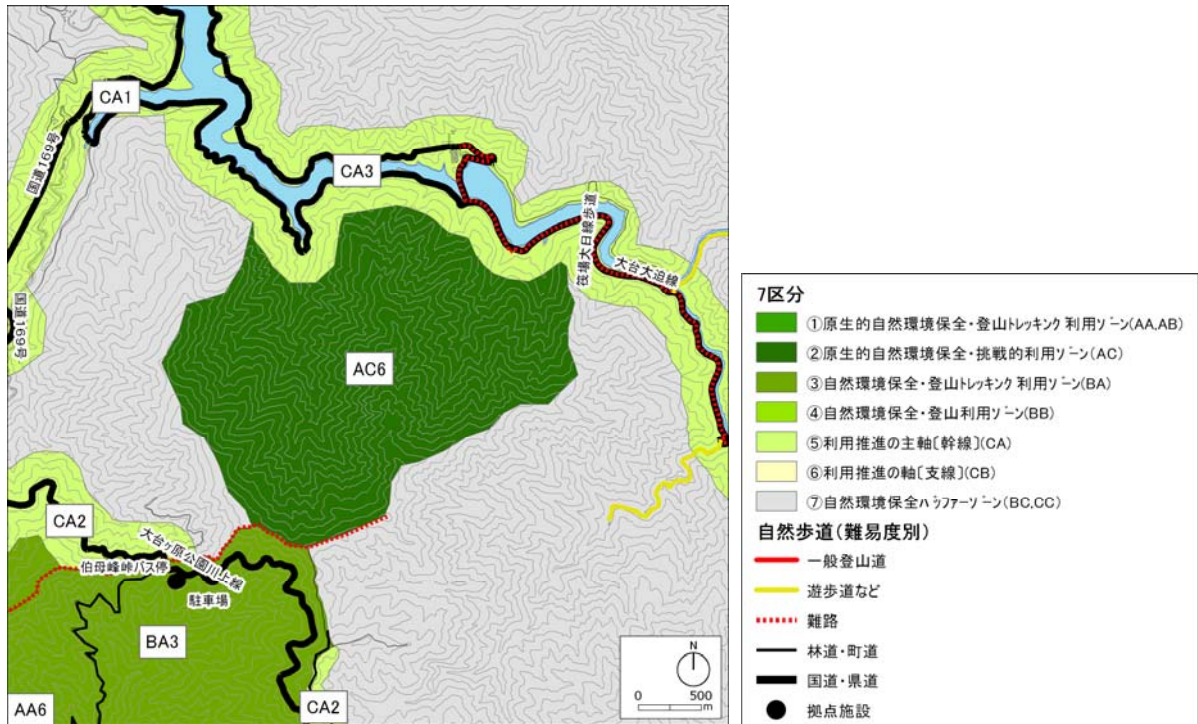 CA1
国道169号
CA3
筏場大日線歩道
大台大迫線
国道169号
AC6
CA2
大台ヶ原公園川上線
伯母峰峠バス停
駐車場
BA3
AA6
CA2
N
0 500
m
7区分
①原生的自然環境保全・登山トレッキング利用ゾーン(AA,AB)
②原生的自然環境保全・挑戦的利用ゾーン(AC)
③自然環境保全・登山トレッキング利用ゾーン(BA)
④自然環境保全・登山利用ゾーン(BB)
⑤利用推進の主軸〔幹線〕(CA)
⑥利用推進の軸〔支線〕(CB)
⑦自然環境保全バッファーゾーン(BC,CC)
自然歩道(難易度別)
一般登山道
遊歩道など
難路
林道・町道
国道・県道
拠点施設